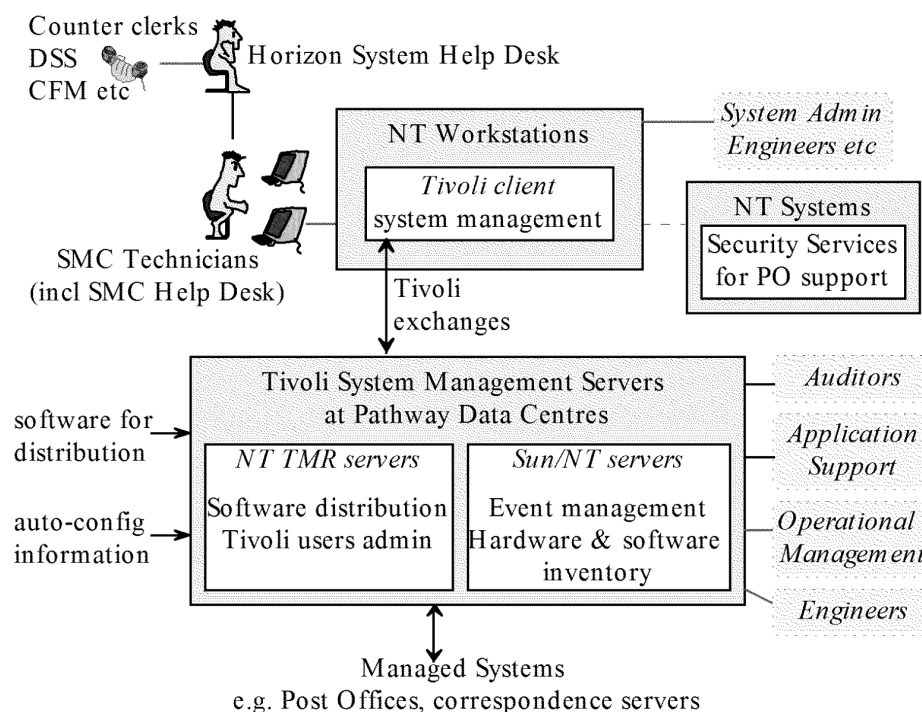 Counter clerks
DSS
CFM etc
Horizon System Help Desk
NT Workstations
Tivoli client
system management
System Admin
Engineers etc
NT Systems
Security Services
for PO support
SMC Technicians
(incl SMC Help Desk)
Tivoli
exchanges
Tivoli System Management Servers
at Pathway Data Centres
software for
distribution
auto-config
information
NT TMR servers
Software distribution
Tivoli users admin
Sun/NT servers
Event management
Hardware & software
inventory
Auditors
Application
Support
Operational
Management
Engineers
Managed Systems
e.g. Post Offices, correspondence servers